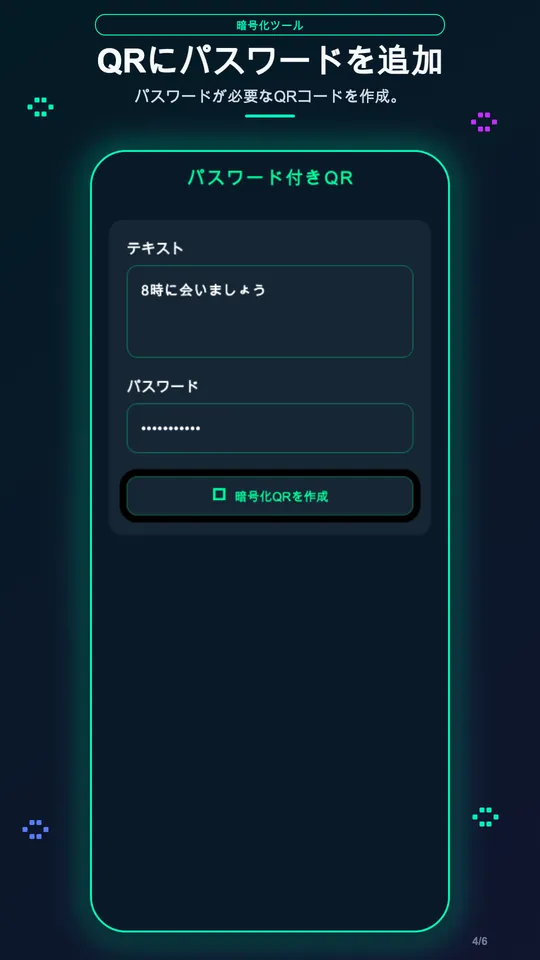 暗号化ツール
QRにパスワードを追加
パスワードが必要なQRコードを作成。
パスワード付きQR
テキスト
8時に会いましょう
パスワード
•••••••••••
暗号化QRを作成
4/6